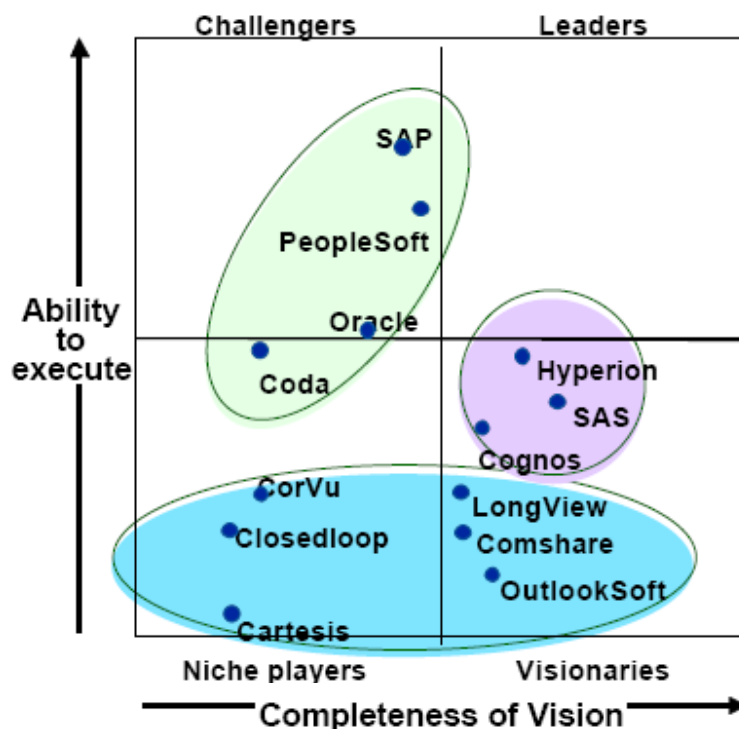 Challengers
Leaders
SAP
PeopleSoft
Ability
to
execute
Oracle
Coda
Hyperion
SAS
Cognos
CorVu
LongView
Closedloop
Comshare
OutlookSoft
Cartesis
Niche players
Visionaries
Completeness of Vision